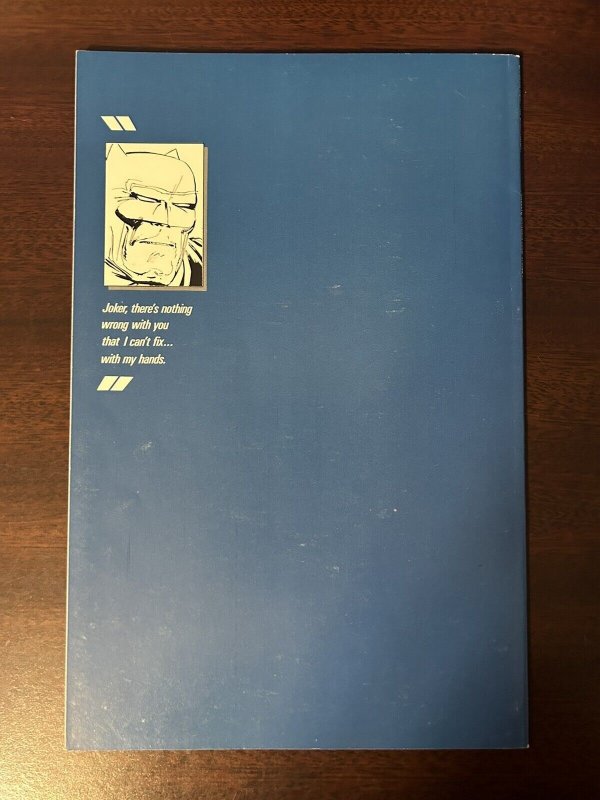 "
Joker, there's nothing
wrong with you
that I can't fix...
with my hands.
"